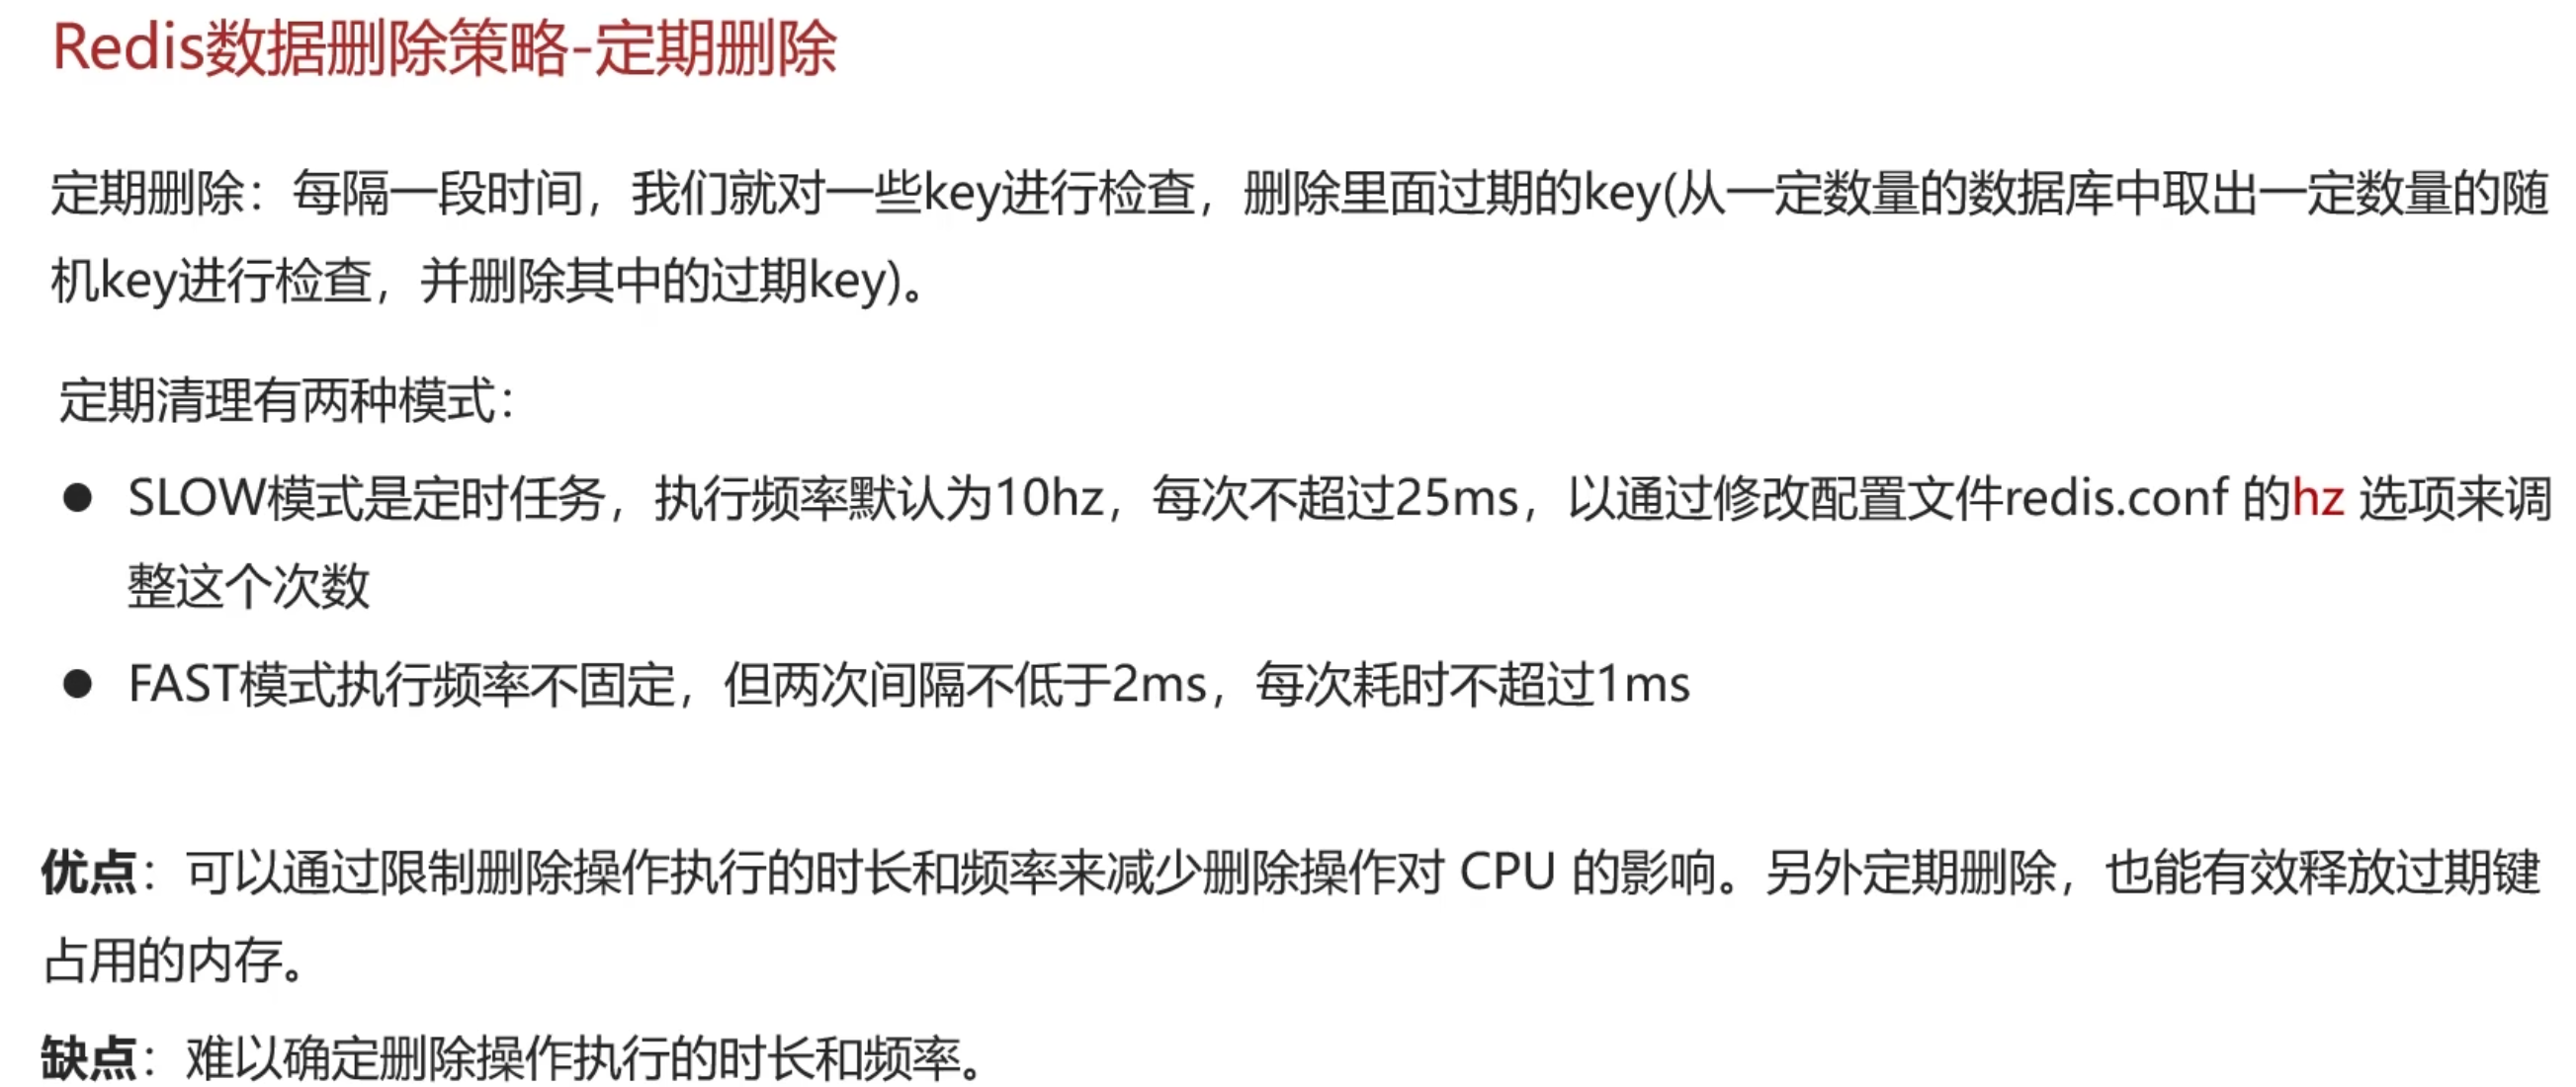 Redis数据删除策略-定期删除
定期删除：每隔一段时间，我们就对一些key进行检查，删除里面过期的key(从一定数量的数据库中取出一定数量的随
机key进行检查，并删除其中的过期key)。
定期清理有两种模式：
● SLOW模式是定时任务，执行频率默认为10hz，每次不超过25ms，以通过修改配置文件redis.conf 的hz 选项来调
整这个次数
● FAST模式执行频率不固定，但两次间隔不低于2ms，每次耗时不超过1ms
优点：可以通过限制删除操作执行的时长和频率来减少删除操作对 CPU 的影响。另外定期删除，也能有效释放过期键
占用的内存。
缺点：难以确定删除操作执行的时长和频率。